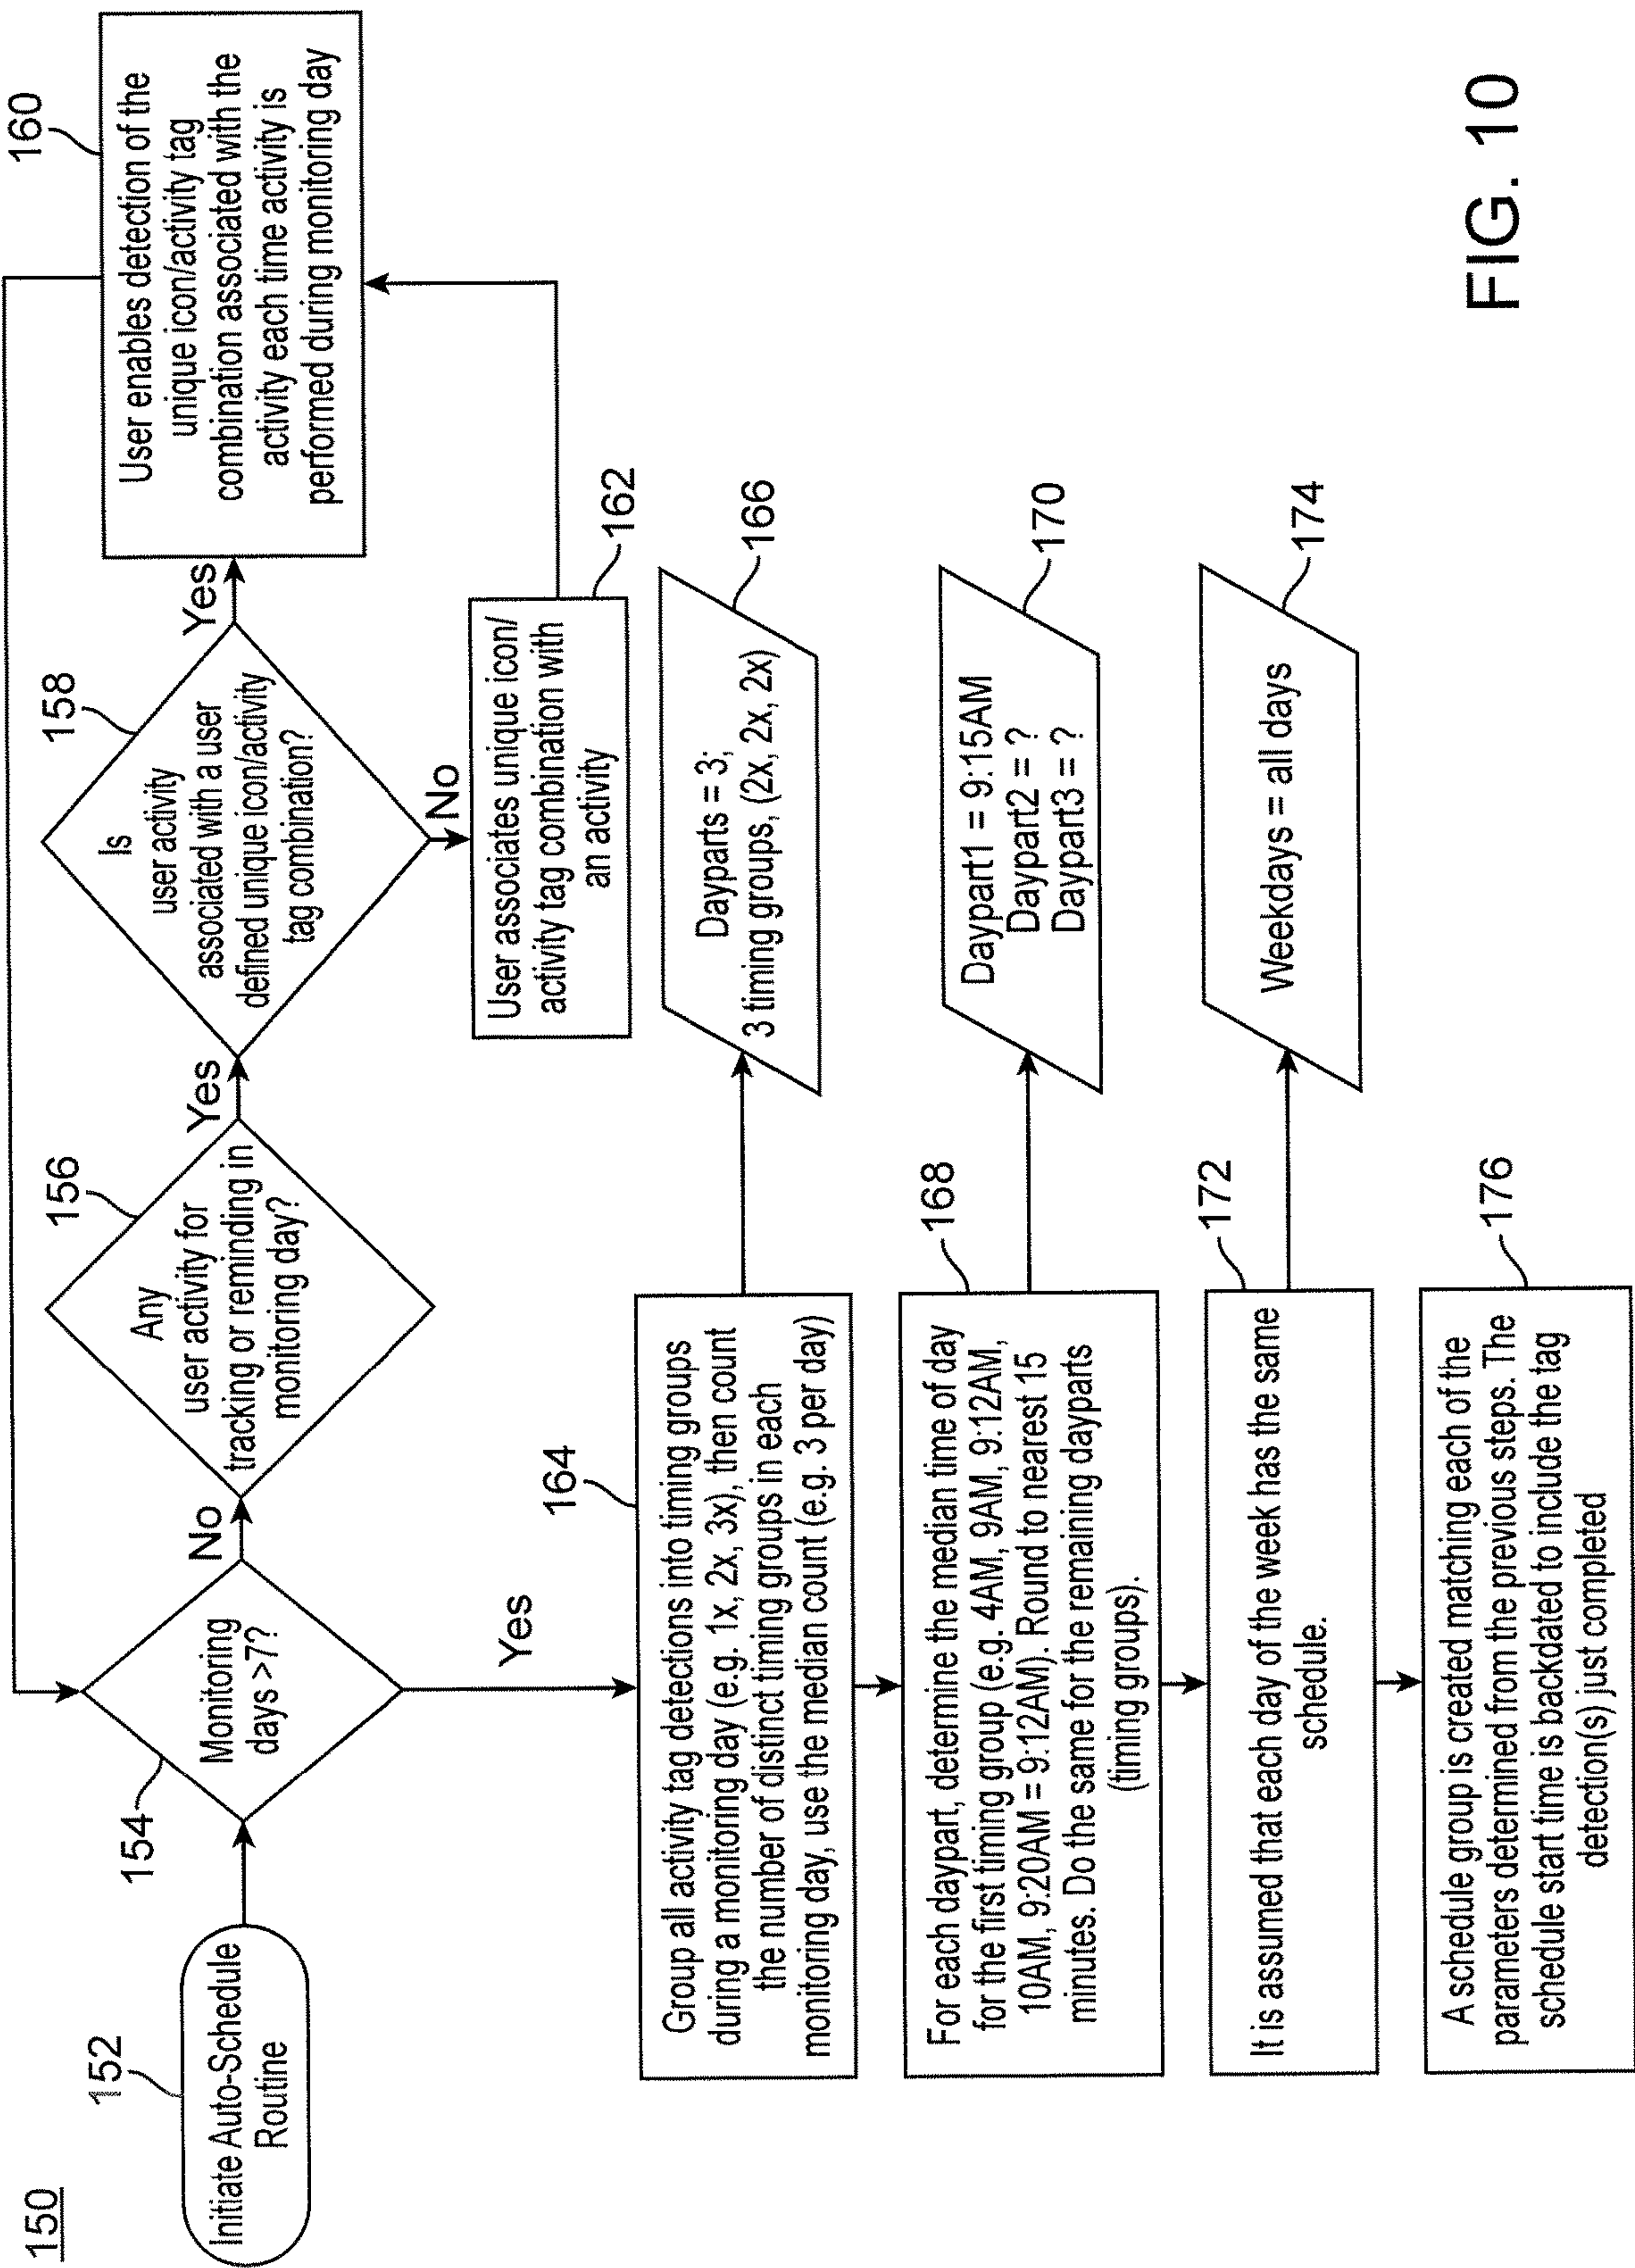 150
152
Initiate Auto-Schedule
Routine
154
Monitoring
days >7?
No
Yes
156
Any
user activity for
tracking or reminding in
monitoring day?
Yes
158
Is
user activity
associated with a user
defined unique icon/activity
tag combination?
Yes
No
160
User enables detection of the
unique icon/activity tag
combination associated with the
activity each time activity is
performed during monitoring day
162
User associates unique icon/
activity tag combination with
an activity
164
Group all activity tag detections into timing groups
during a monitoring day (e.g. 1x, 2x, 3x), then count
the number of distinct timing groups in each
monitoring day, use the median count (e.g. 3 per day)
166
Dayparts = 3;
3 timing groups, (2x, 2x, 2x)
168
For each daypart, determine the median time of day
for the first timing group (e.g. 4AM, 9AM, 9:12AM,
10AM, 9:20AM = 9:12AM). Round to nearest 15
minutes. Do the same for the remaining dayparts
(timing groups).
170
Daypart1 = 9:15AM
Daypart2 = ?
Daypart3 = ?
172
It is assumed that each day of the week has the same
schedule.
174
Weekdays = all days
176
A schedule group is created matching each of the
parameters determined from the previous steps. The
schedule start time is backdated to include the tag
detection(s) just completed
FIG. 10